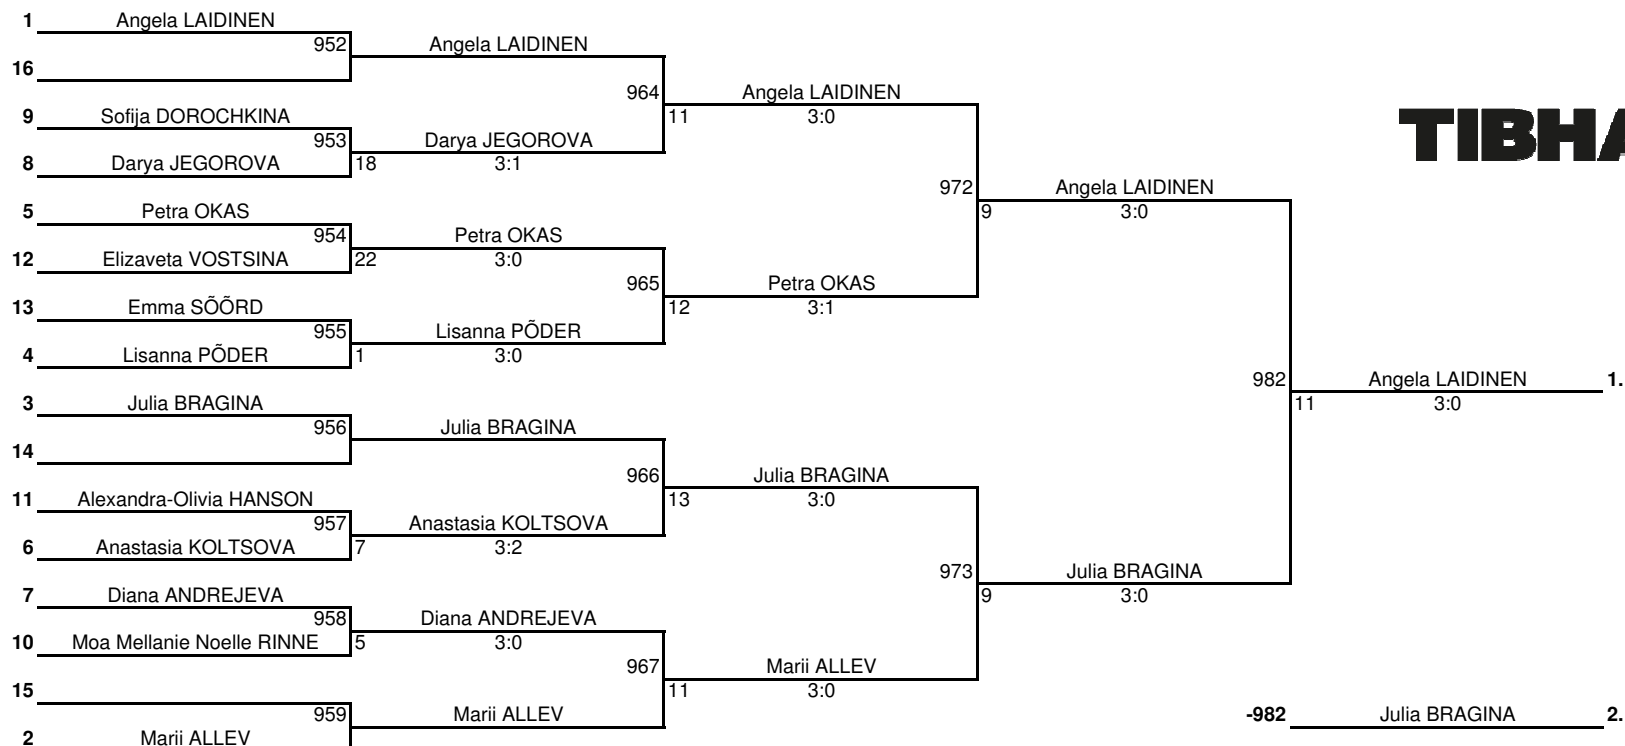 1 Angela LAIDINEN
952 Angela LAIDINEN
16
964 Angela LAIDINEN
9 Sofija DOROCHKINA
11 3:0
953 Darya JEGOROVA
8 Darya JEGOROVA 18 3:1
972 Angela LAIDINEN
5 Petra OKAS
9 3:0
954 Petra OKAS
12 Elizaveta VOSTSINA 22 3:0
965 Petra OKAS
13 Emma SÕÕRD
12 3:1
955 Lisanna PÕDER
4 Lisanna PÕDER 1 3:0
982 Angela LAIDINEN 1.
3 Julia BRAGINA
11 3:0
956 Julia BRAGINA
14
966 Julia BRAGINA
11 Alexandra-Olivia HANSON
13 3:0
957 Anastasia KOLTSOVA
6 Anastasia KOLTSOVA 7 3:2
973 Julia BRAGINA
7 Diana ANDREJEVA
9 3:0
958 Diana ANDREJEVA
10 Moa Mellanie Noelle RINNE 5 3:0
967 Marii ALLEV
15
11 3:0
959 Marii ALLEV
-982 Julia BRAGINA 2.
2 Marii ALLEV